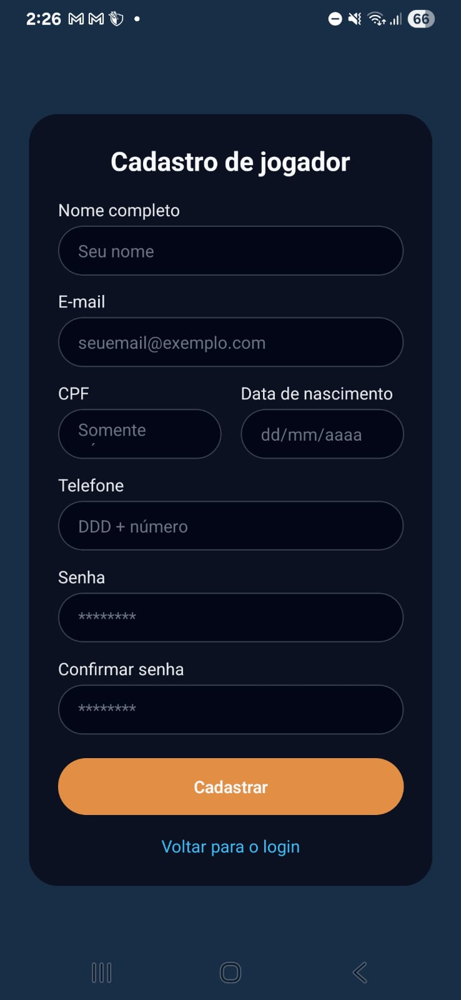 2:26 66
Cadastro de jogador
Nome completo
Seu nome
E-mail
seuemail@exemplo.com
CPF Data de nascimento
Somente dd/mm/aaaa
Telefone
DDD + número
Senha
********
Confirmar senha
********
Cadastrar
Voltar para o login